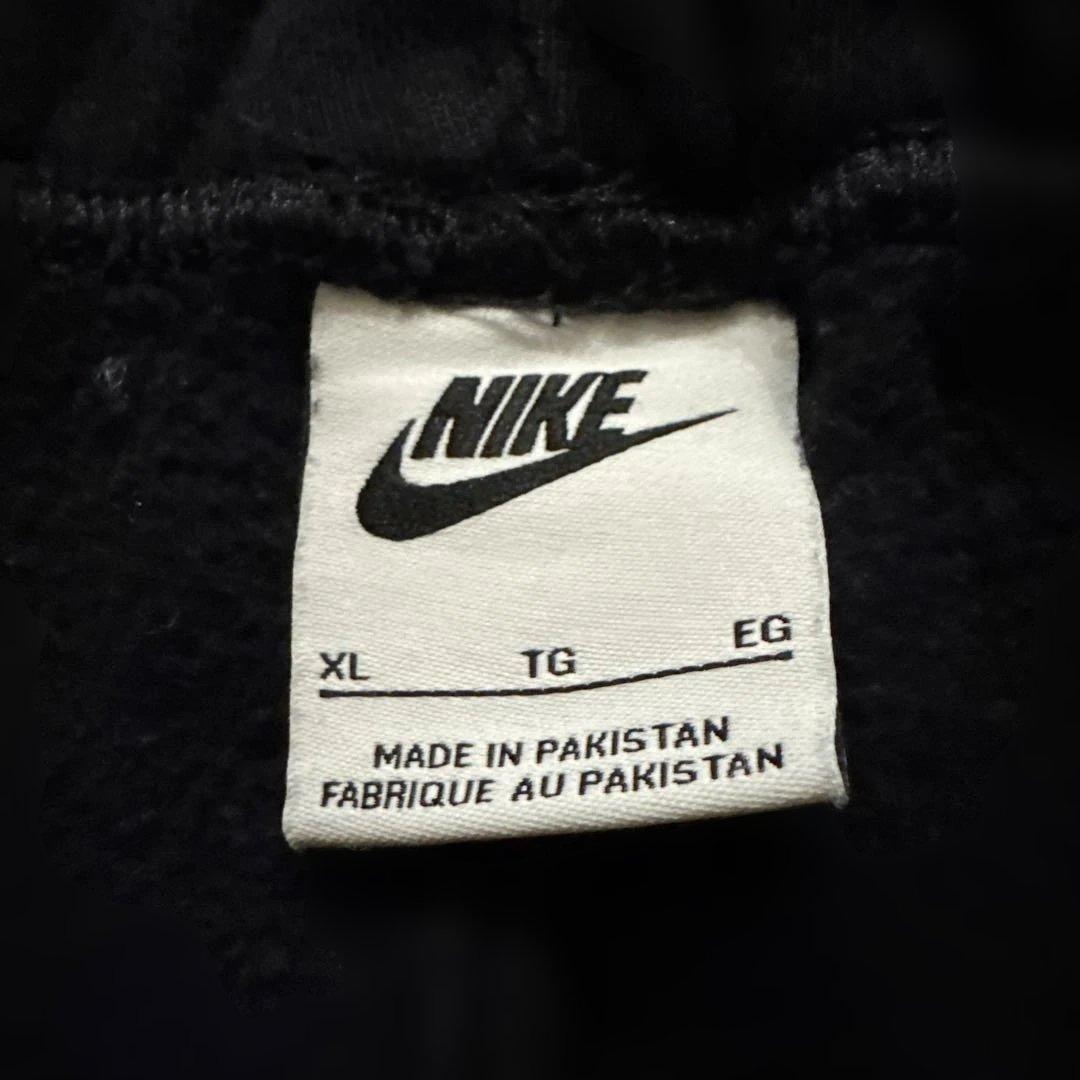 NIKE
XL TG EG
MADE IN PAKISTAN
FABRIQUE AU PAKISTAN